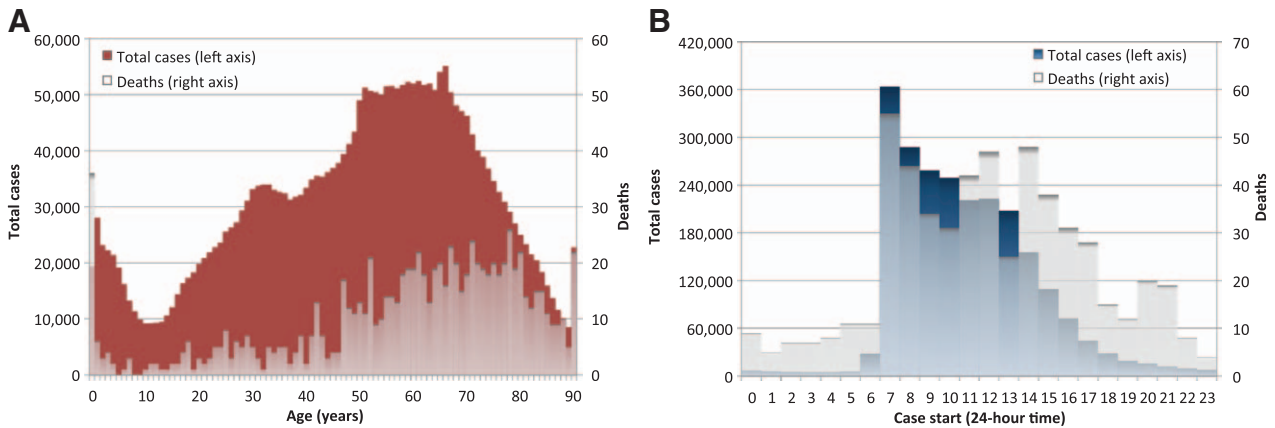 A
Total cases (left axis)
Deaths (right axis)
60,000
50,000
40,000
30,000
20,000
10,000
0
Total cases
60
50
40
30
20
10
0
Deaths
0 10 20 30 40 50 60 70 80 90
Age (years)
B
Total cases (left axis)
Deaths (right axis)
420,000
360,000
300,000
240,000
180,000
120,000
60,000
0
Total cases
70
60
50
40
30
20
10
0
Deaths
0 1 2 3 4 5 6 7 8 9 10 11 12 13 14 15 16 17 18 19 20 21 22 23
Case start (24-hour time)